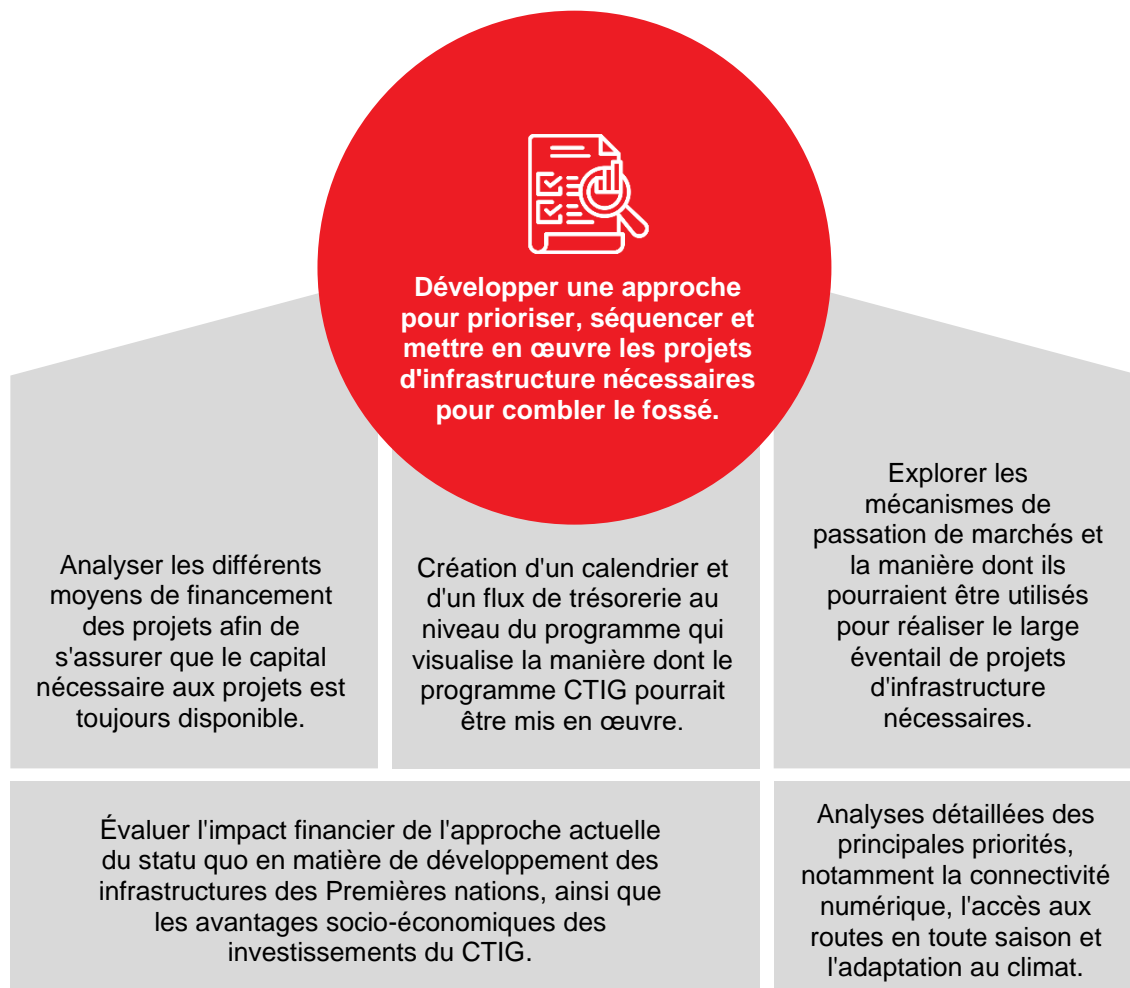 Développer une approche
pour prioriser, séquencer et
mettre en œuvre les projets
d'infrastructure nécessaires
pour combler le fossé.
Analyser les différents
moyens de financement
des projets afin de
s'assurer que le capital
nécessaire aux projets est
toujours disponible.
Création d'un calendrier et
d'un flux de trésorerie au
niveau du programme qui
visualise la manière dont le
programme CTIG pourrait
être mis en œuvre.
Explorer les
mécanismes de
passation de marchés et
la manière dont ils
pourraient être utilisés
pour réaliser le large
éventail de projets
d'infrastructure
nécessaires.
Évaluer l'impact financier de l'approche actuelle
du statu quo en matière de développement des
infrastructures des Premières nations, ainsi que
les avantages socio-économiques des
investissements du CTIG.
Analyses détaillées des
principales priorités,
notamment la connectivité
numérique, l'accès aux
routes en toute saison et
l'adaptation au climat.